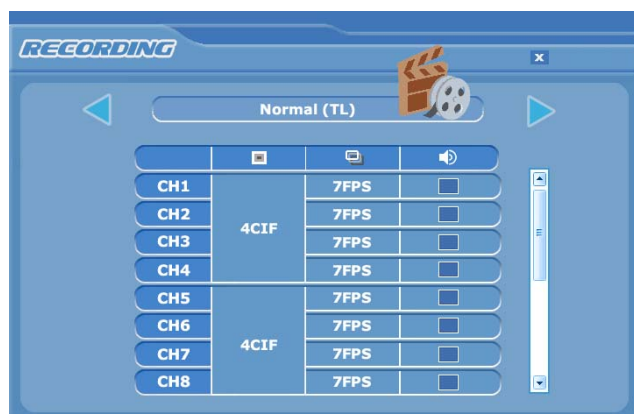 RECORDING
x
Normal (TL)
CH1 7FPS
CH2 7FPS
4CIF
CH3 7FPS
CH4 7FPS
CH5 7FPS
CH6 7FPS
4CIF
CH7 7FPS
CH8 7FPS